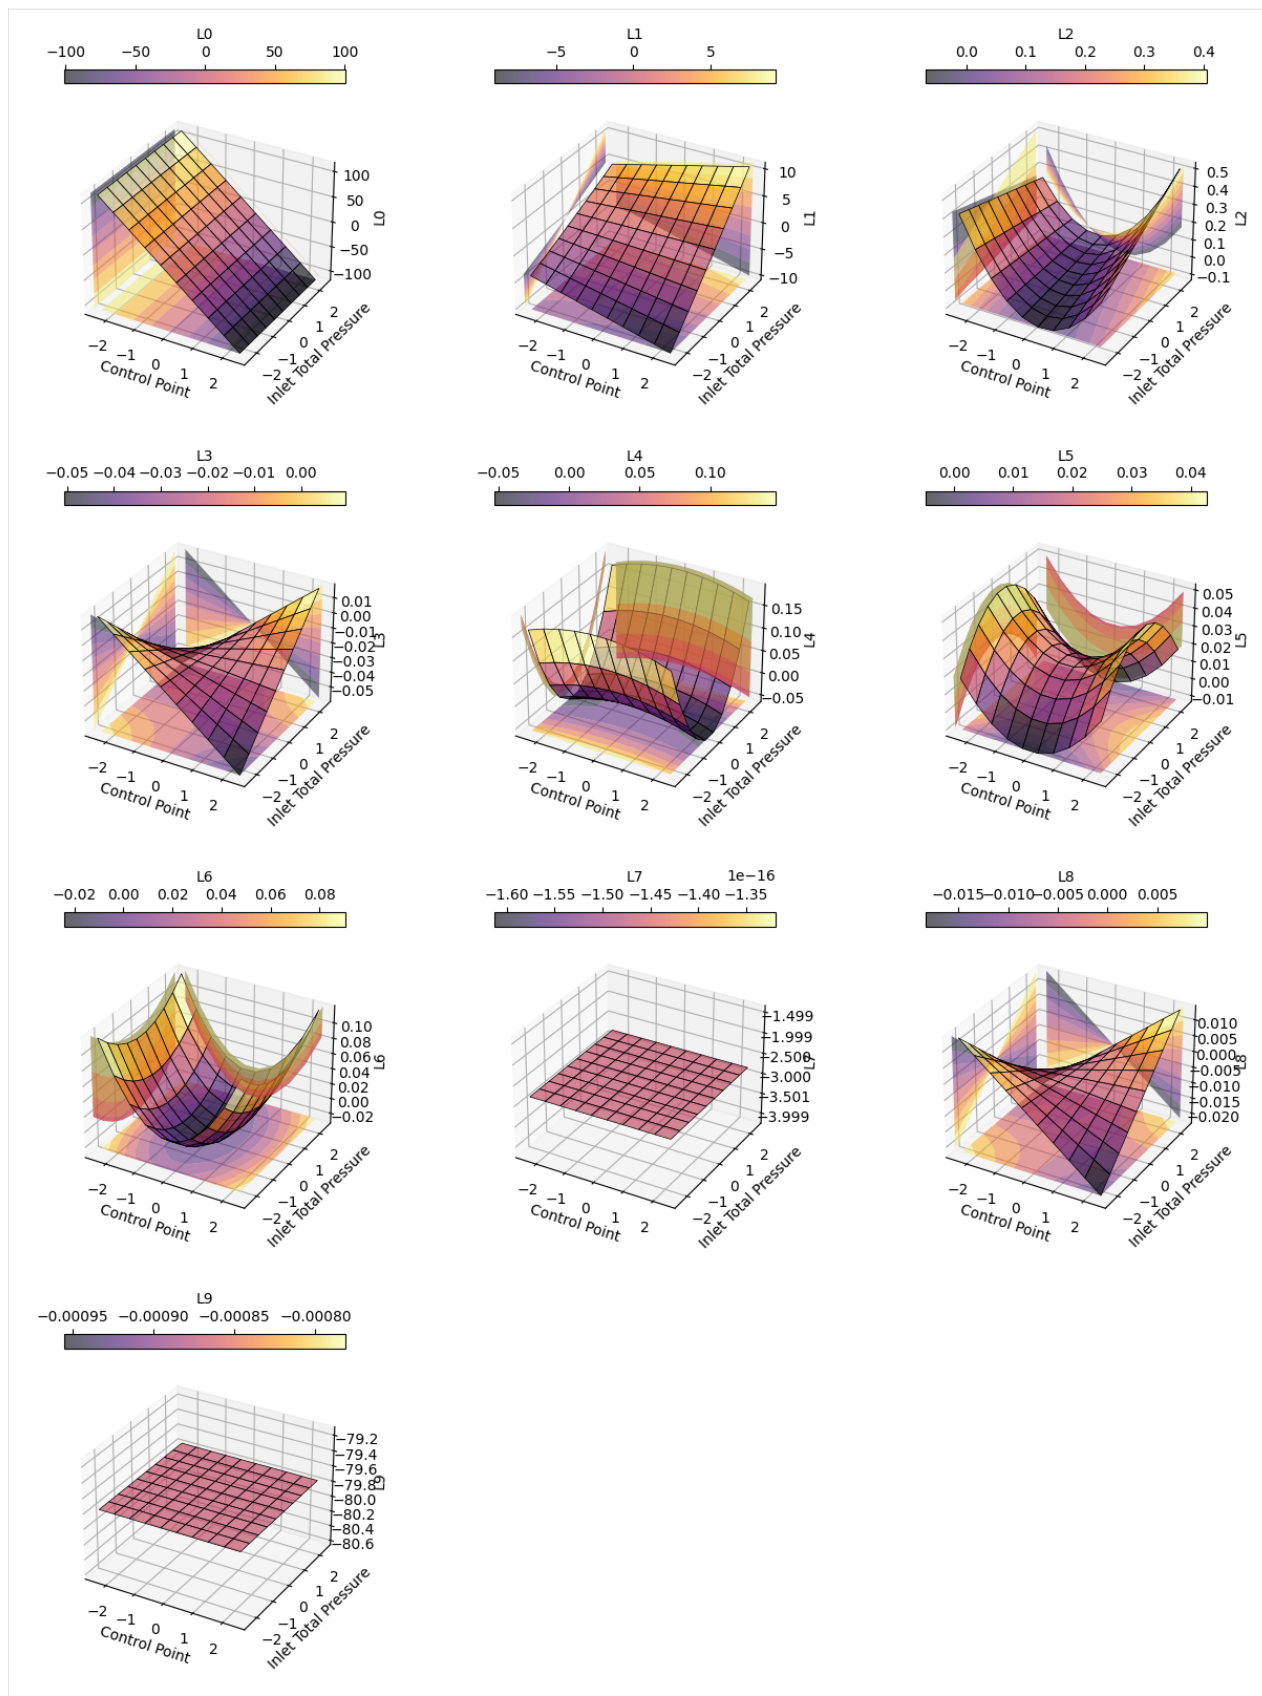 L0
−100 −50 0 50 100
100
50
0
−50
−100
L0
−2 −1 0 1 2
Control Point
−2 −1 0 1 2
Inlet Total Pressure
L1
−5 0 5
10
5
0
−5
−10
L1
−2 −1 0 1 2
Control Point
−2 −1 0 1 2
Inlet Total Pressure
L2
0.0 0.1 0.2 0.3 0.4
0.5
0.4
0.3
0.2
0.1
0.0
−0.1
L2
−2 −1 0 1 2
Control Point
−2 −1 0 1 2
Inlet Total Pressure
L3
−0.05 −0.04 −0.03 −0.02 −0.01 0.00
0.01
0.00
−0.01
−0.02
−0.03
−0.04
−0.05
L3
−2 −1 0 1 2
Control Point
−2 −1 0 1 2
Inlet Total Pressure
L4
−0.05 0.00 0.05 0.10
0.15
0.10
0.05
0.00
−0.05
L4
−2 −1 0 1 2
Control Point
−2 −1 0 1 2
Inlet Total Pressure
L5
0.00 0.01 0.02 0.03 0.04
0.05
0.04
0.03
0.02
0.01
0.00
−0.01
L5
−2 −1 0 1 2
Control Point
−2 −1 0 1 2
Inlet Total Pressure
L6
−0.02 0.00 0.02 0.04 0.06 0.08
0.10
0.08
0.06
0.04
0.02
0.00
−0.02
L6
−2 −1 0 1 2
Control Point
−2 −1 0 1 2
Inlet Total Pressure
L7
1e−16
−1.60 −1.55 −1.50 −1.45 −1.40 −1.35
−1.499
−1.999
−2.500
−3.000
−3.501
−3.999
L7
−2 −1 0 1 2
Control Point
−2 −1 0 1 2
Inlet Total Pressure
L8
−0.015 −0.010 −0.005 0.000 0.005
0.010
0.005
0.000
−0.005
−0.010
−0.015
−0.020
L8
−2 −1 0 1 2
Control Point
−2 −1 0 1 2
Inlet Total Pressure
L9
−0.00095 −0.00090 −0.00085 −0.00080
−79.2
−79.4
−79.6
−79.8
−80.0
−80.2
−80.4
−80.6
L9
−2 −1 0 1 2
Control Point
−2 −1 0 1 2
Inlet Total Pressure